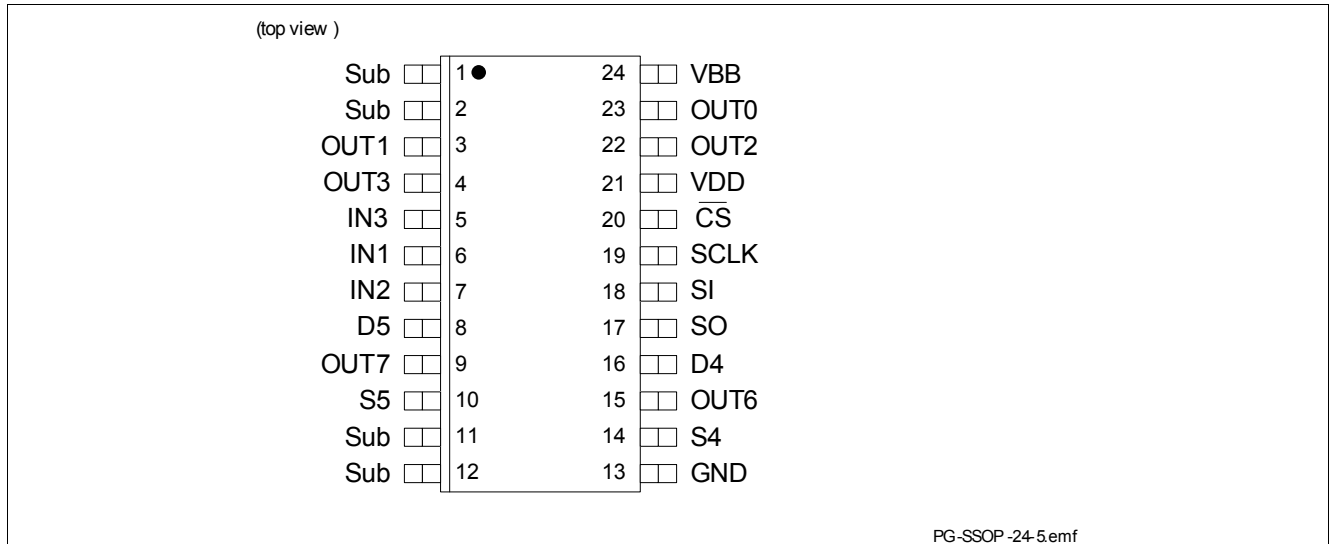 (top view )
Sub 1 24 VBB
Sub 2 23 OUT0
OUT1 3 22 OUT2
OUT3 4 21 VDD
IN3 5 20 C̅S̅
IN1 6 19 SCLK
IN2 7 18 SI
D5 8 17 SO
OUT7 9 16 D4
S5 10 15 OUT6
Sub 11 14 S4
Sub 12 13 GND
PG-SSOP -24-5.emf